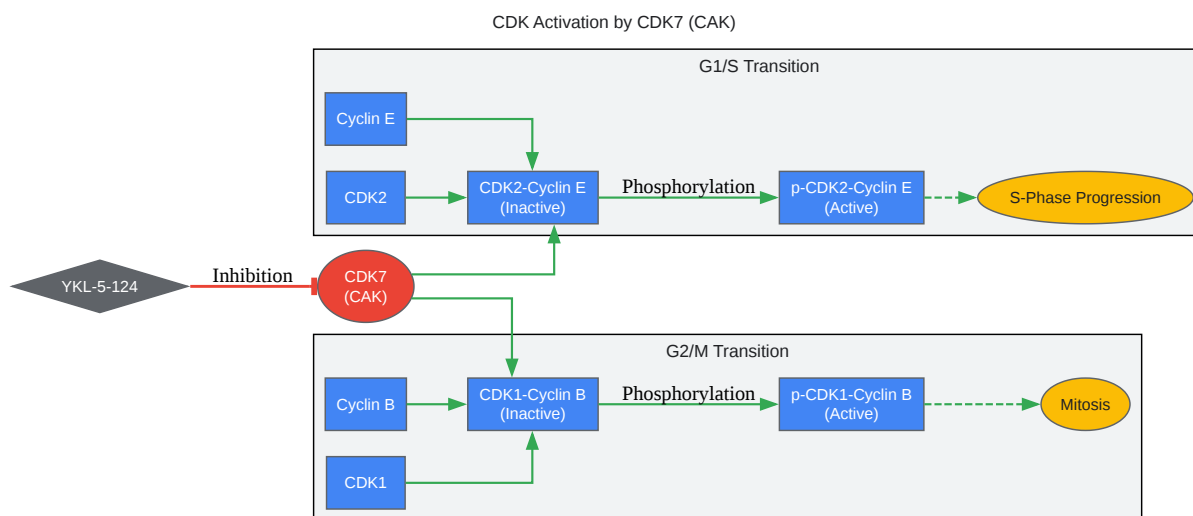 CDK Activation by CDK7 (CAK)
G1/S Transition
Cyclin E
CDK2
CDK2-Cyclin E
(Inactive)
Phosphorylation
p-CDK2-Cyclin E
(Active)
S-Phase Progression
YKL-5-124
Inhibition
CDK7
(CAK)
G2/M Transition
Cyclin B
CDK1-Cyclin B
(Inactive)
Phosphorylation
p-CDK1-Cyclin B
(Active)
Mitosis
CDK1